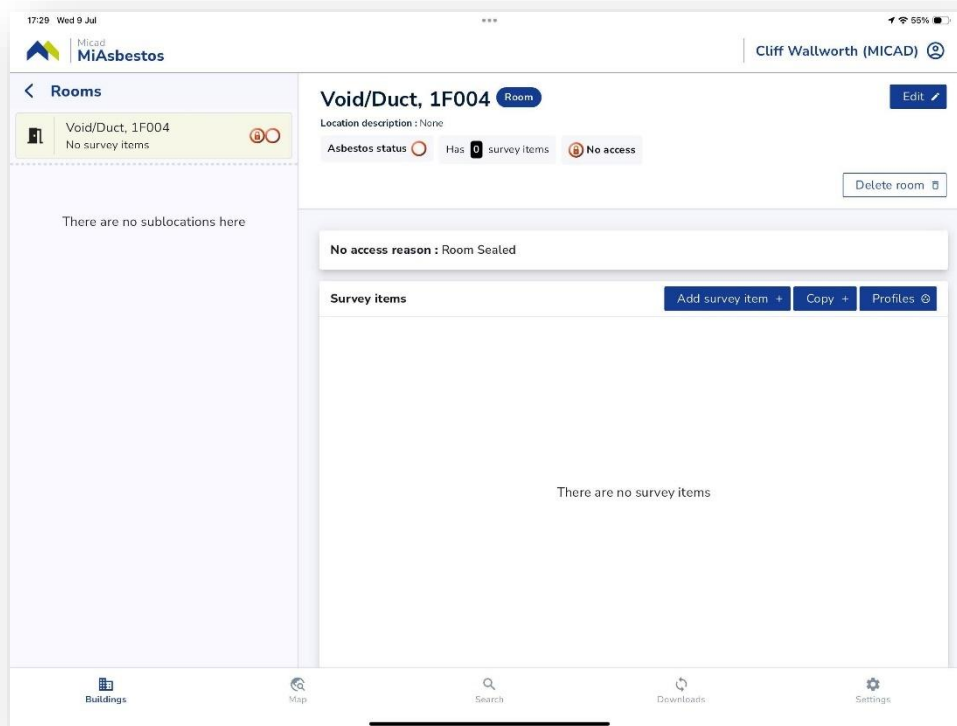 17:29 Wed 9 Jul
55%
Micad
MiAsbestos
Cliff Wallworth (MICAD)
Rooms
Void/Duct, 1F004
No survey items
There are no sublocations here
Void/Duct, 1F004 Room
Edit
Location description : None
Asbestos status Has 0 survey items No access
Delete room
No access reason : Room Sealed
Survey items Add survey item + Copy + Profiles
There are no survey items
Buildings Map Search Downloads Settings